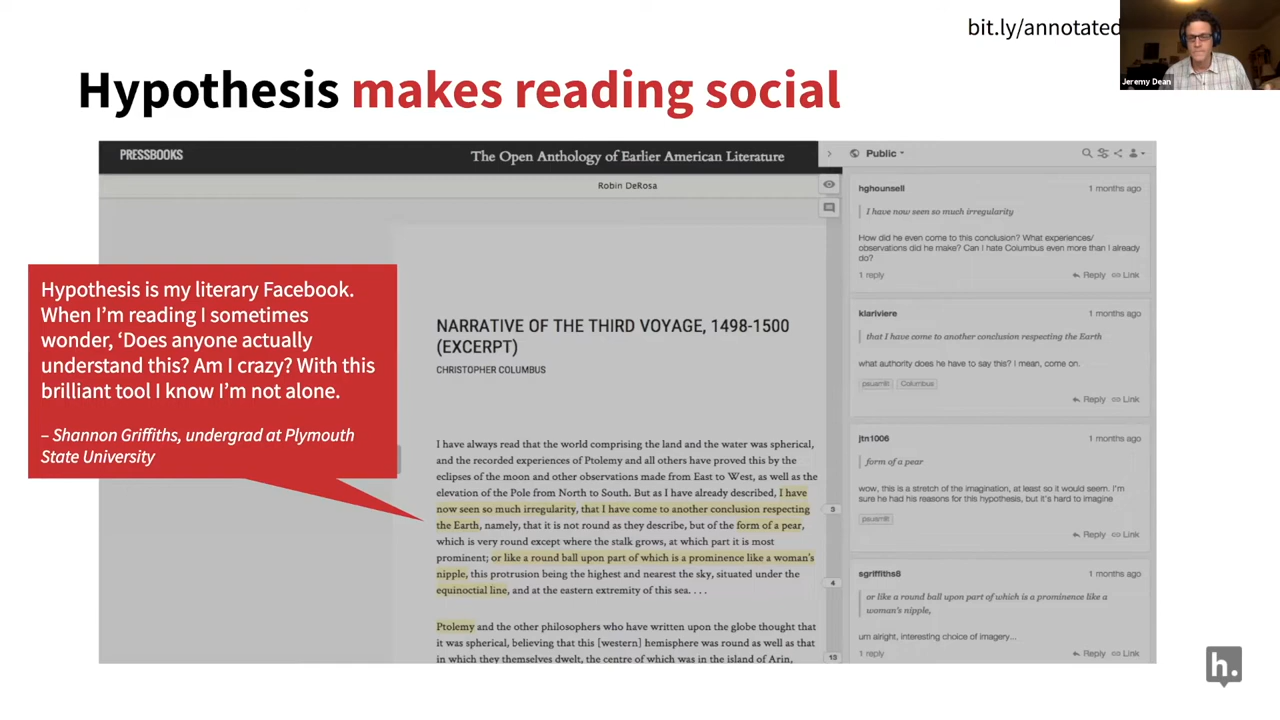 bit.ly/annotated
Jeremy Dean
Hypothesis makes reading social
PRESSBOOKS
The Open Anthology of Earlier American Literature
Robin DeRosa
Hypothesis is my literary Facebook.
When I'm reading I sometimes
wonder, ‘Does anyone actually
understand this? Am I crazy? With this
brilliant tool I know I'm not alone.
– Shannon Griffiths, undergrad at Plymouth
State University
NARRATIVE OF THE THIRD VOYAGE, 1498-1500
(EXCERPT)
CHRISTOPHER COLUMBUS
I have always read that the world comprising the land and the water was spherical,
and the recorded experiences of Ptolemy and all others have proved this by the
eclipses of the moon and other observations made from East to West, as well as the
elevation of the Pole from North to South. But as I have already described, I have
now seen so much irregularity, that I have come to another conclusion respecting
the Earth, namely, that it is not round as they describe, but of the form of a pear,
which is very round except where the stalk grows, at which part it is most
prominent; or like a round ball upon part of which is a prominence like a woman's
nipple, this protrusion being the highest and nearest the sky, situated under the
equinoctial line, and at the eastern extremity of this sea. . . .
Ptolemy and the other philosophers who have written upon the globe thought that
it was spherical, believing that this [western] hemisphere was round as well as that
in which they themselves dwelt, the centre of which was in the island of Arin,
3
4
13
Public
hghounsell 1 months ago
I have now seen so much irregularity
How did he even come to this conclusion? What experiences/
observations did he make? Can I hate Columbus even more than I already
do?
1 reply Reply Link
klariviere 1 months ago
that I have come to another conclusion respecting the Earth
what authority does he have to say this? I mean, come on.
psuamlit Columbus
Reply Link
jtn1006 1 months ago
form of a pear
wow, this is a stretch of the imagination, at least so it would seem. I'm
sure he had his reasons for this hypothesis, but it's hard to imagine
psuamlit
Reply Link
sgriffiths8 1 months ago
or like a round ball upon part of which is a prominence like a
woman's nipple,
um alright, interesting choice of imagery...
1 reply Reply Link
h.